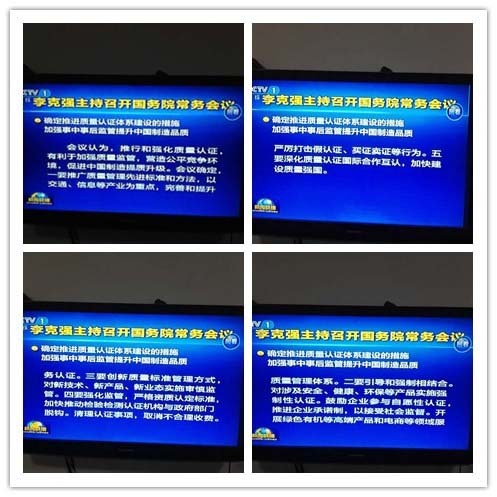 CCTV 1
李克强主持召开国务院常务会议
确定推进质量认证体系建设的措施
加强事中事后监管提升中国制造品质
会议认为，推行和强化质量认证，
有利于加强质量监管，营造公平竞争环
境，促进中国制造提质升级。会议确定，
一要推广质量管理先进标准和方法，以
交通、信息等产业为重点，完善和提升
新闻联播
CCTV 1
李克强主持召开国务院常务会议
确定推进质量认证体系建设的措施
加强事中事后监管提升中国制造品质
严厉打击假认证、买证卖证等行为。五
要深化质量认证国际合作互认，加快建
设质量强国。
新闻联播
CCTV 1
李克强主持召开国务院常务会议
确定推进质量认证体系建设的措施
加强事中事后监管提升中国制造品质
务认证。三要创新质量标准管理方式，
对新技术、新产品、新业态实施审慎监
管。四要强化监管，严格资质认定标准，
加快推动检验检测认证机构与政府部门
脱钩。清理认证事项，取消不合理收费。
新闻联播
TV 1
李克强主持召开国务院常务会议
确定推进质量认证体系建设的措施
加强事中事后监管提升中国制造品质
质量管理体系。二要引导和强制相结合。
对涉及安全、健康、环保等产品实施强
制性认证。鼓励企业参与自愿性认证，
推进企业承诺制，以接受社会监督。开
展绿色有机等高端产品和电商等领域服
新闻联播